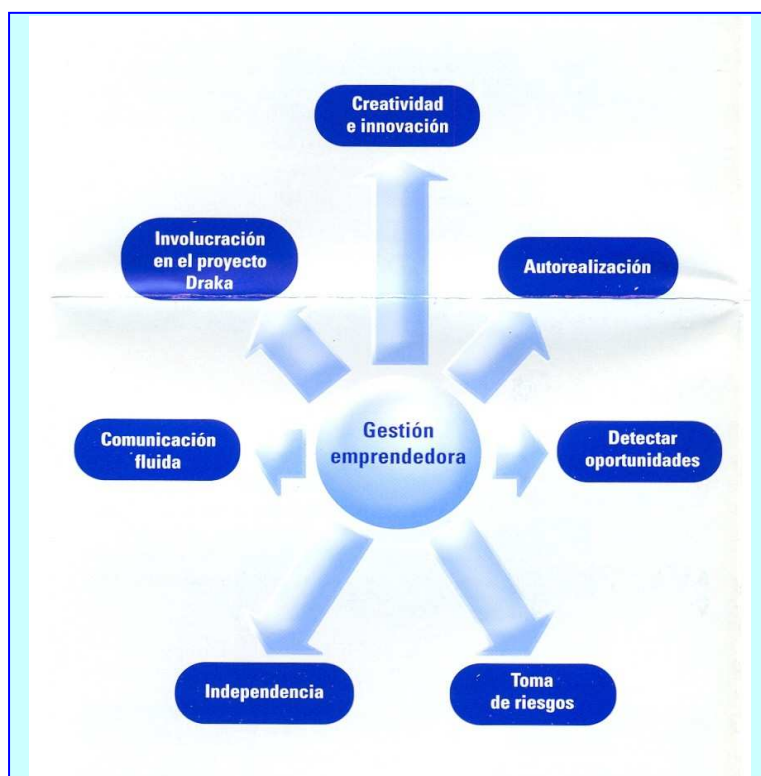 Creatividad
e innovación
Involucración
en el proyecto
Draka
Autorealización
Gestión
emprendedora
Comunicación
fluida
Detectar
oportunidades
Independencia
Toma
de riesgos